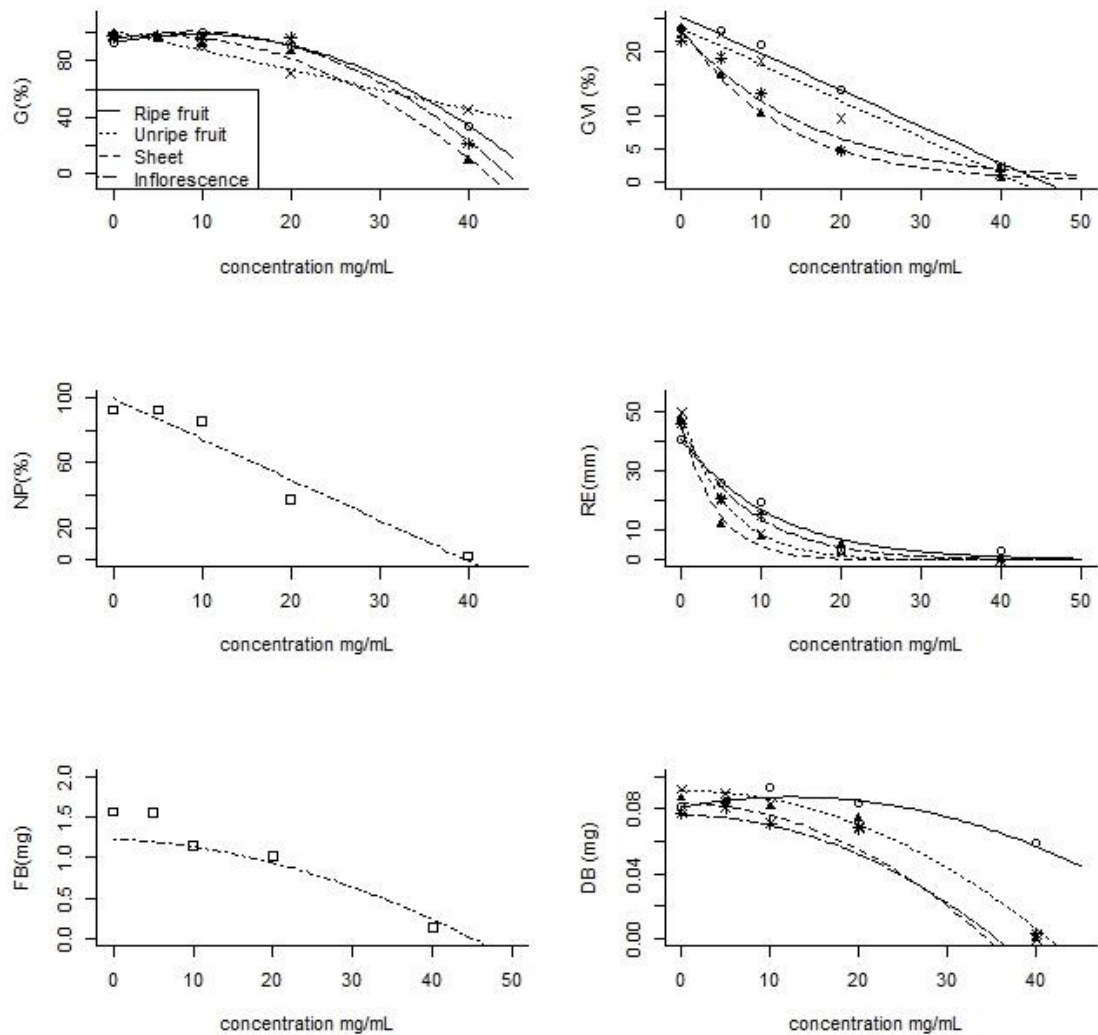 G(%)
0 40 80
Ripe fruit
Unripe fruit
Sheet
Inflorescence
0 10 20 30 40
concentration mg/mL
GVI (%)
0 5 10 20
0 10 20 30 40 50
concentration mg/mL
NP(%)
0 20 60 100
0 10 20 30 40
concentration mg/mL
RE(mm)
0 10 30 50
0 10 20 30 40 50
concentration mg/mL
FB(mg)
0.0 0.5 1.0 1.5 2.0
0 10 20 30 40 50
concentration mg/mL
DB (mg)
0.00 0.04 0.08
0 10 20 30 40
concentration mg/mL